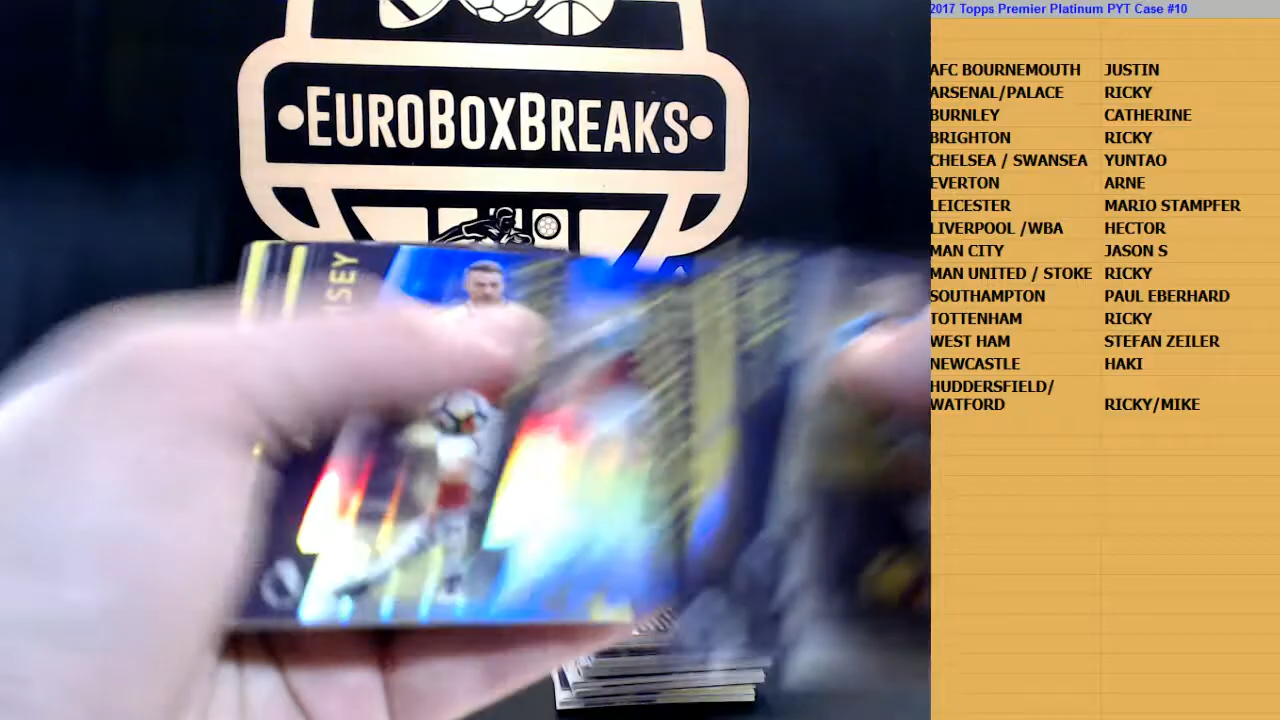 2017 Topps Premier Platinum PYT Case #10
EUROBOXBREAKS
SEY
AFC BOURNEMOUTH JUSTIN
ARSENAL/PALACE RICKY
BURNLEY CATHERINE
BRIGHTON RICKY
CHELSEA / SWANSEA YUNTAO
EVERTON ARNE
LEICESTER MARIO STAMPFER
LIVERPOOL /WBA HECTOR
MAN CITY JASON S
MAN UNITED / STOKE RICKY
SOUTHAMPTON PAUL EBERHARD
TOTTENHAM RICKY
WEST HAM STEFAN ZEILER
NEWCASTLE HAKI
HUDDERSFIELD/
WATFORD RICKY/MIKE